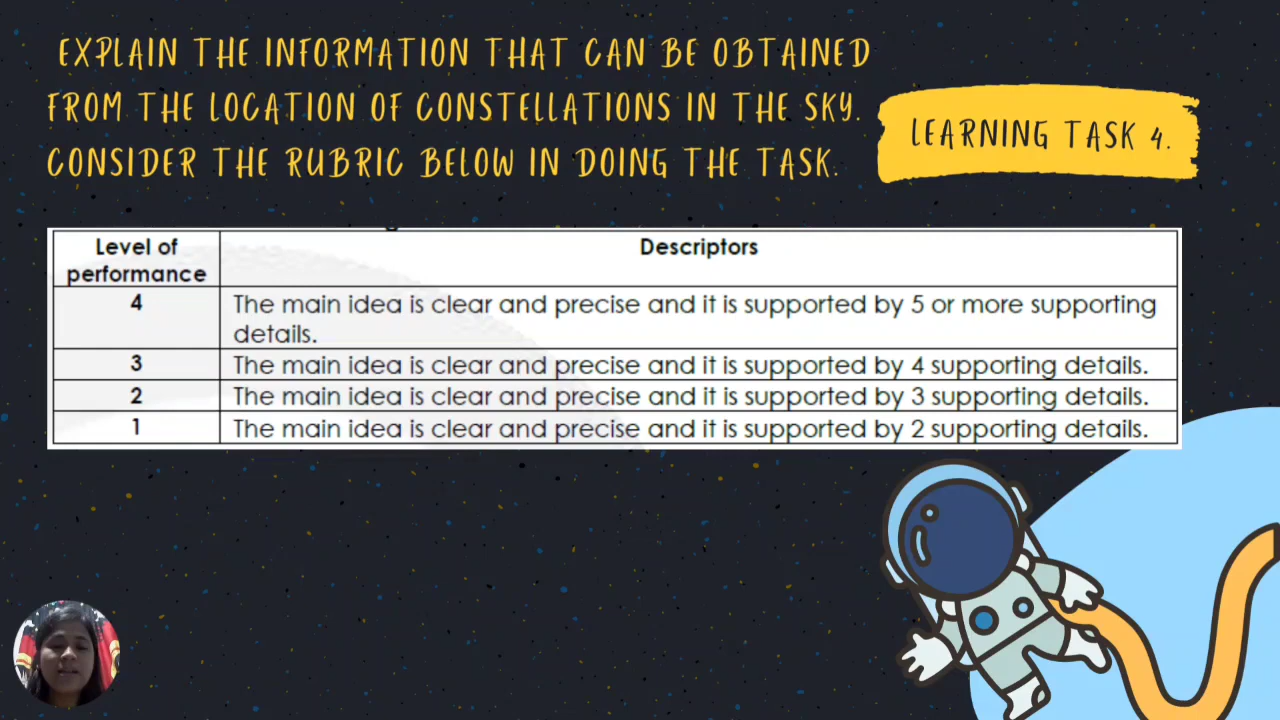 EXPLAIN THE INFORMATION THAT CAN BE OBTAINED
FROM THE LOCATION OF CONSTELLATIONS IN THE SKY.
CONSIDER THE RUBRIC BELOW IN DOING THE TASK.
LEARNING TASK 4.
Level of
performance
Descriptors
4
The main idea is clear and precise and it is supported by 5 or more supporting
details.
3
The main idea is clear and precise and it is supported by 4 supporting details.
2
The main idea is clear and precise and it is supported by 3 supporting details.
1
The main idea is clear and precise and it is supported by 2 supporting details.